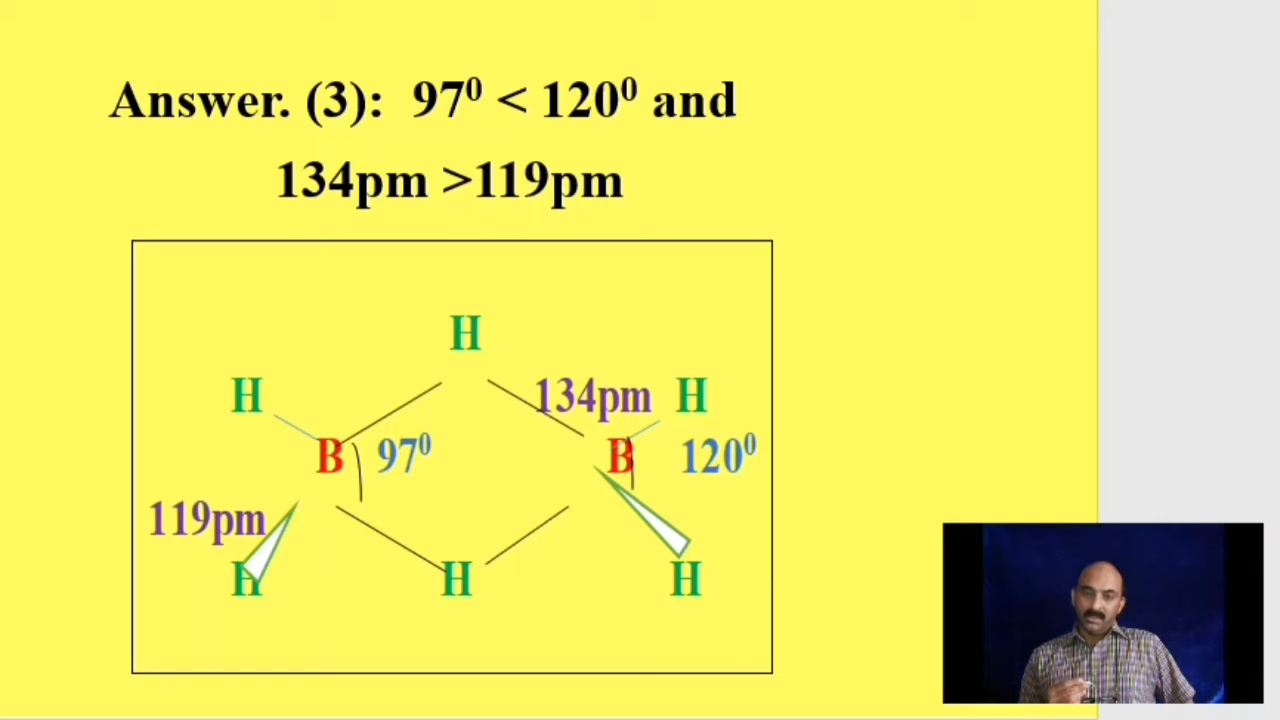 Answer. (3): 97⁰ < 120⁰ and
134pm >119pm
H
H 134pm H
B 97⁰ B 120⁰
119pm
H H H